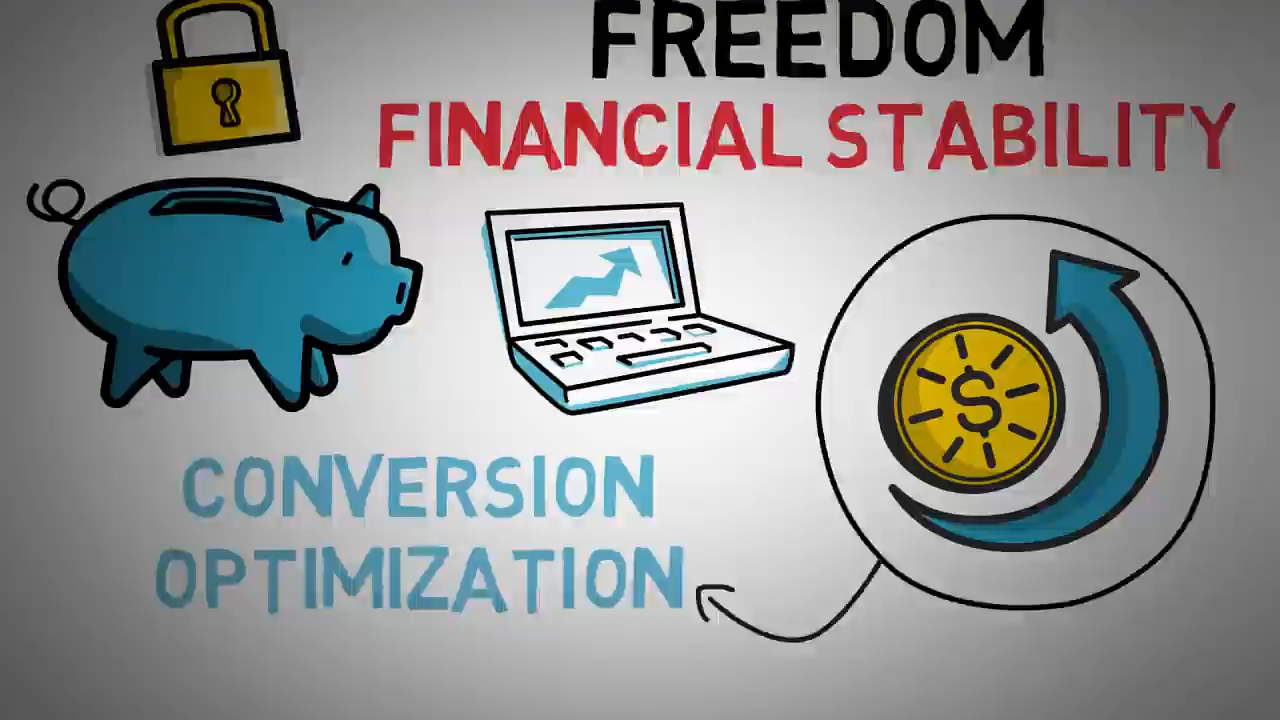 FREEDOM
FINANCIAL STABILITY
$
CONVERSION
OPTIMIZATION